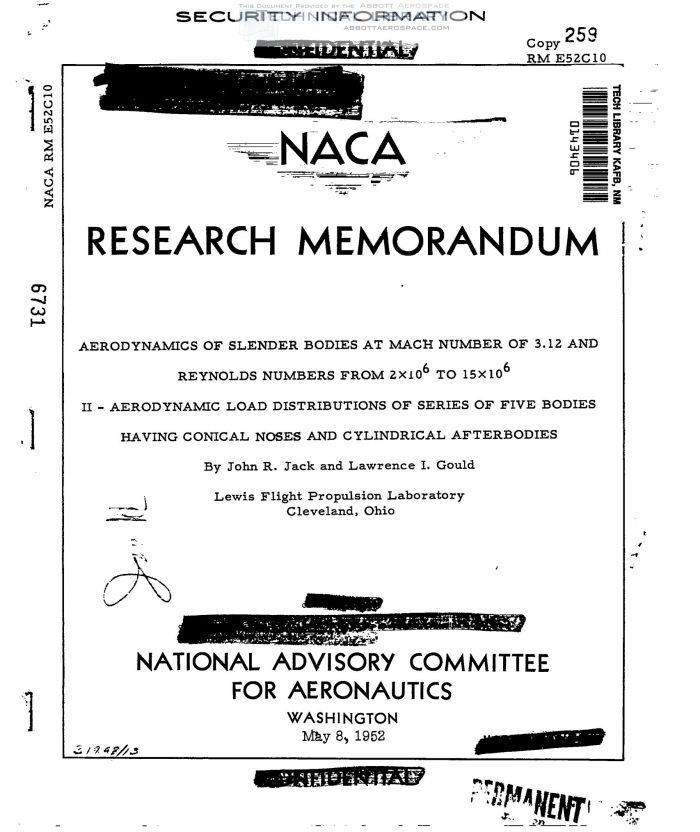 THIS DOCUMENT PROVIDED BY THE ABBOTT AEROSPACE
SECURITY INFORMATION
ABBOTTAEROSPACE.COM
CONFIDENTIAL
Copy 259
RM E52C10
NACA RM E52C10
TECH LIBRARY KAFB, NM
0143406
NACA
RESEARCH MEMORANDUM
6731
AERODYNAMICS OF SLENDER BODIES AT MACH NUMBER OF 3.12 AND
REYNOLDS NUMBERS FROM 2×10⁶ TO 15×10⁶
II - AERODYNAMIC LOAD DISTRIBUTIONS OF SERIES OF FIVE BODIES
HAVING CONICAL NOSES AND CYLINDRICAL AFTERBODIES
By John R. Jack and Lawrence I. Gould
Lewis Flight Propulsion Laboratory
Cleveland, Ohio
NATIONAL ADVISORY COMMITTEE
FOR AERONAUTICS
WASHINGTON
May 8, 1952
CONFIDENTIAL
PERMANENT